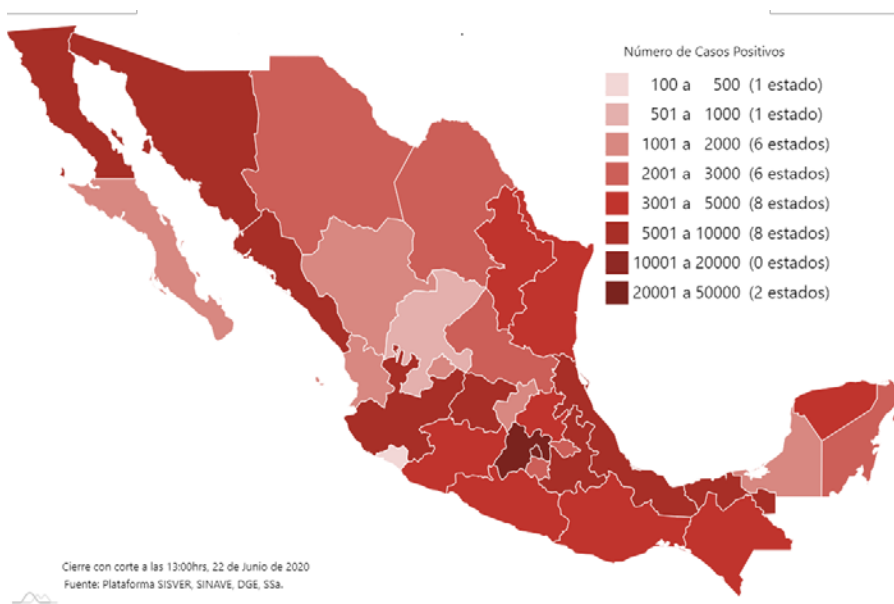 Número de Casos Positivos
100 a 500 (1 estado)
501 a 1000 (1 estado)
1001 a 2000 (6 estados)
2001 a 3000 (6 estados)
3001 a 5000 (8 estados)
5001 a 10000 (8 estados)
10001 a 20000 (0 estados)
20001 a 50000 (2 estados)
Cierre con corte a las 13:00hrs, 22 de Junio de 2020
Fuente: Plataforma SISVER, SINAVE, DGE, SSa.